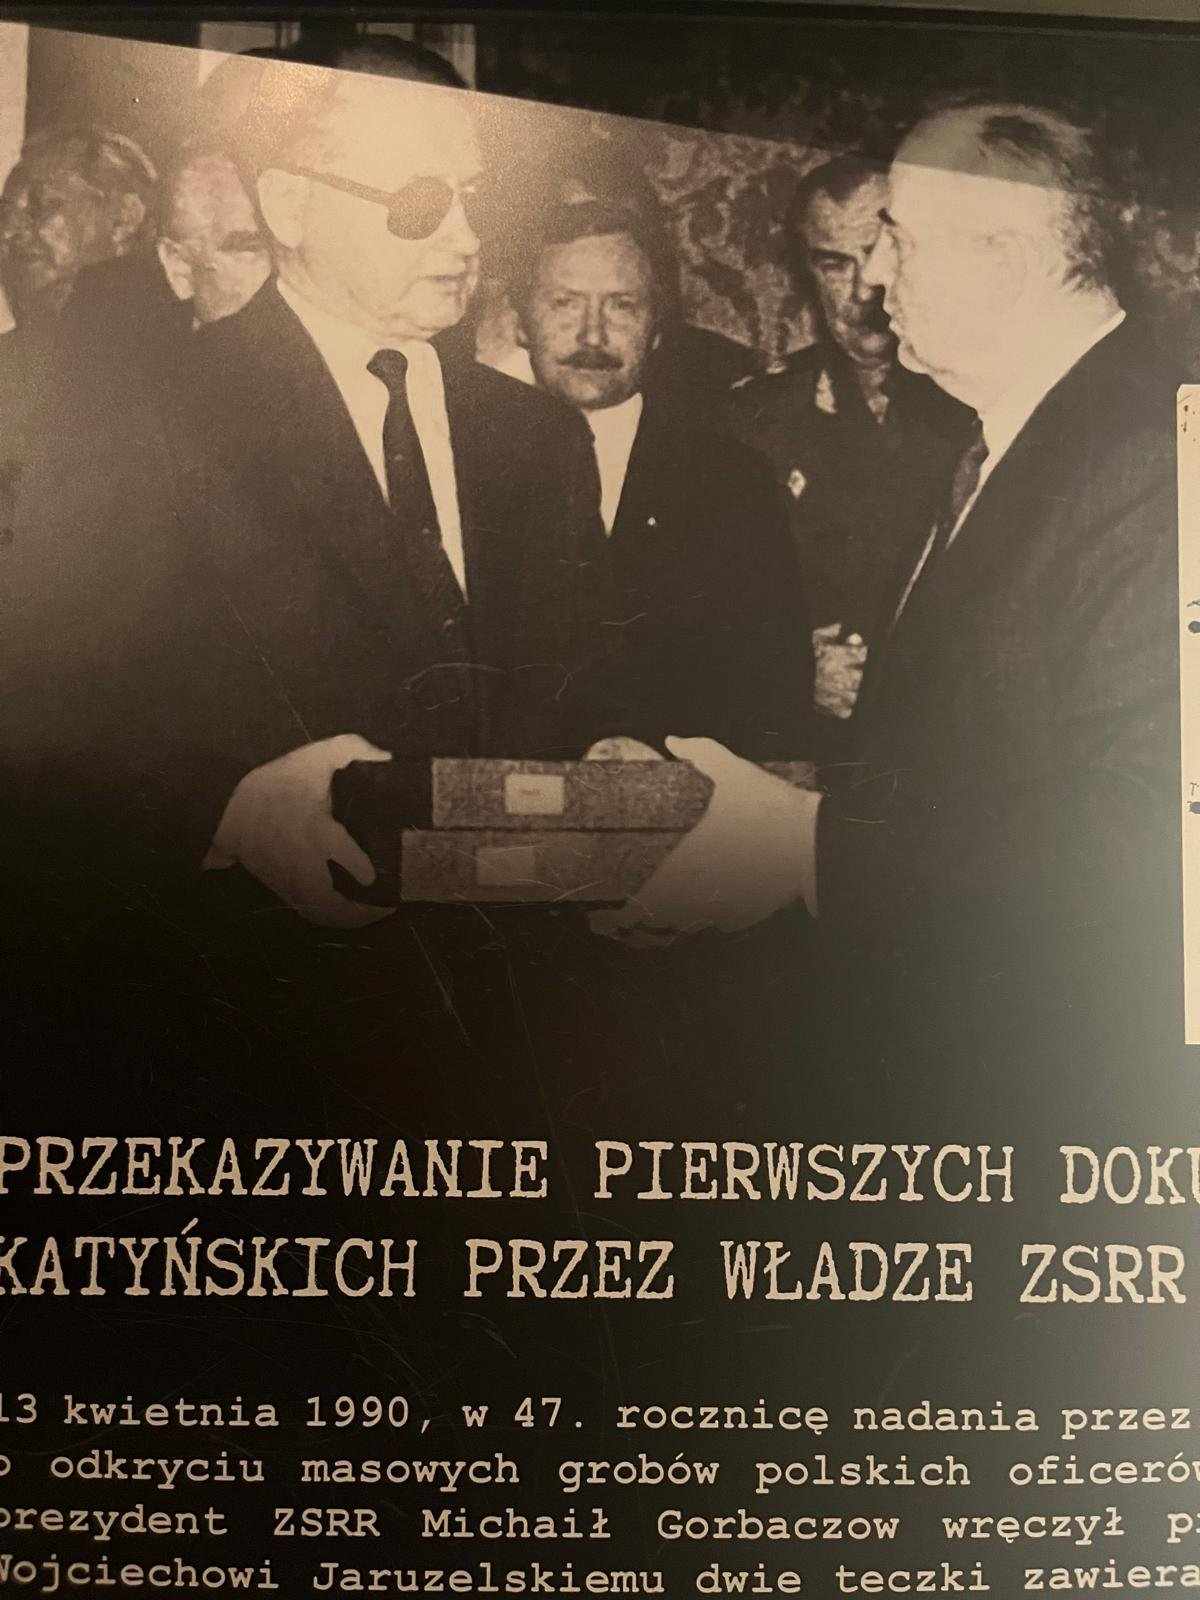 PRZEKAZYWANIE PIERWSZYCH DOKU
KATYŃSKICH PRZEZ WŁADZE ZSRR
13 kwietnia 1990, w 47. rocznicę nadania przez
o odkryciu masowych grobów polskich oficerów
prezydent ZSRR Michaił Gorbaczow wręczył pr
Wojciechowi Jaruzelskiemu dwie teczki zawiera